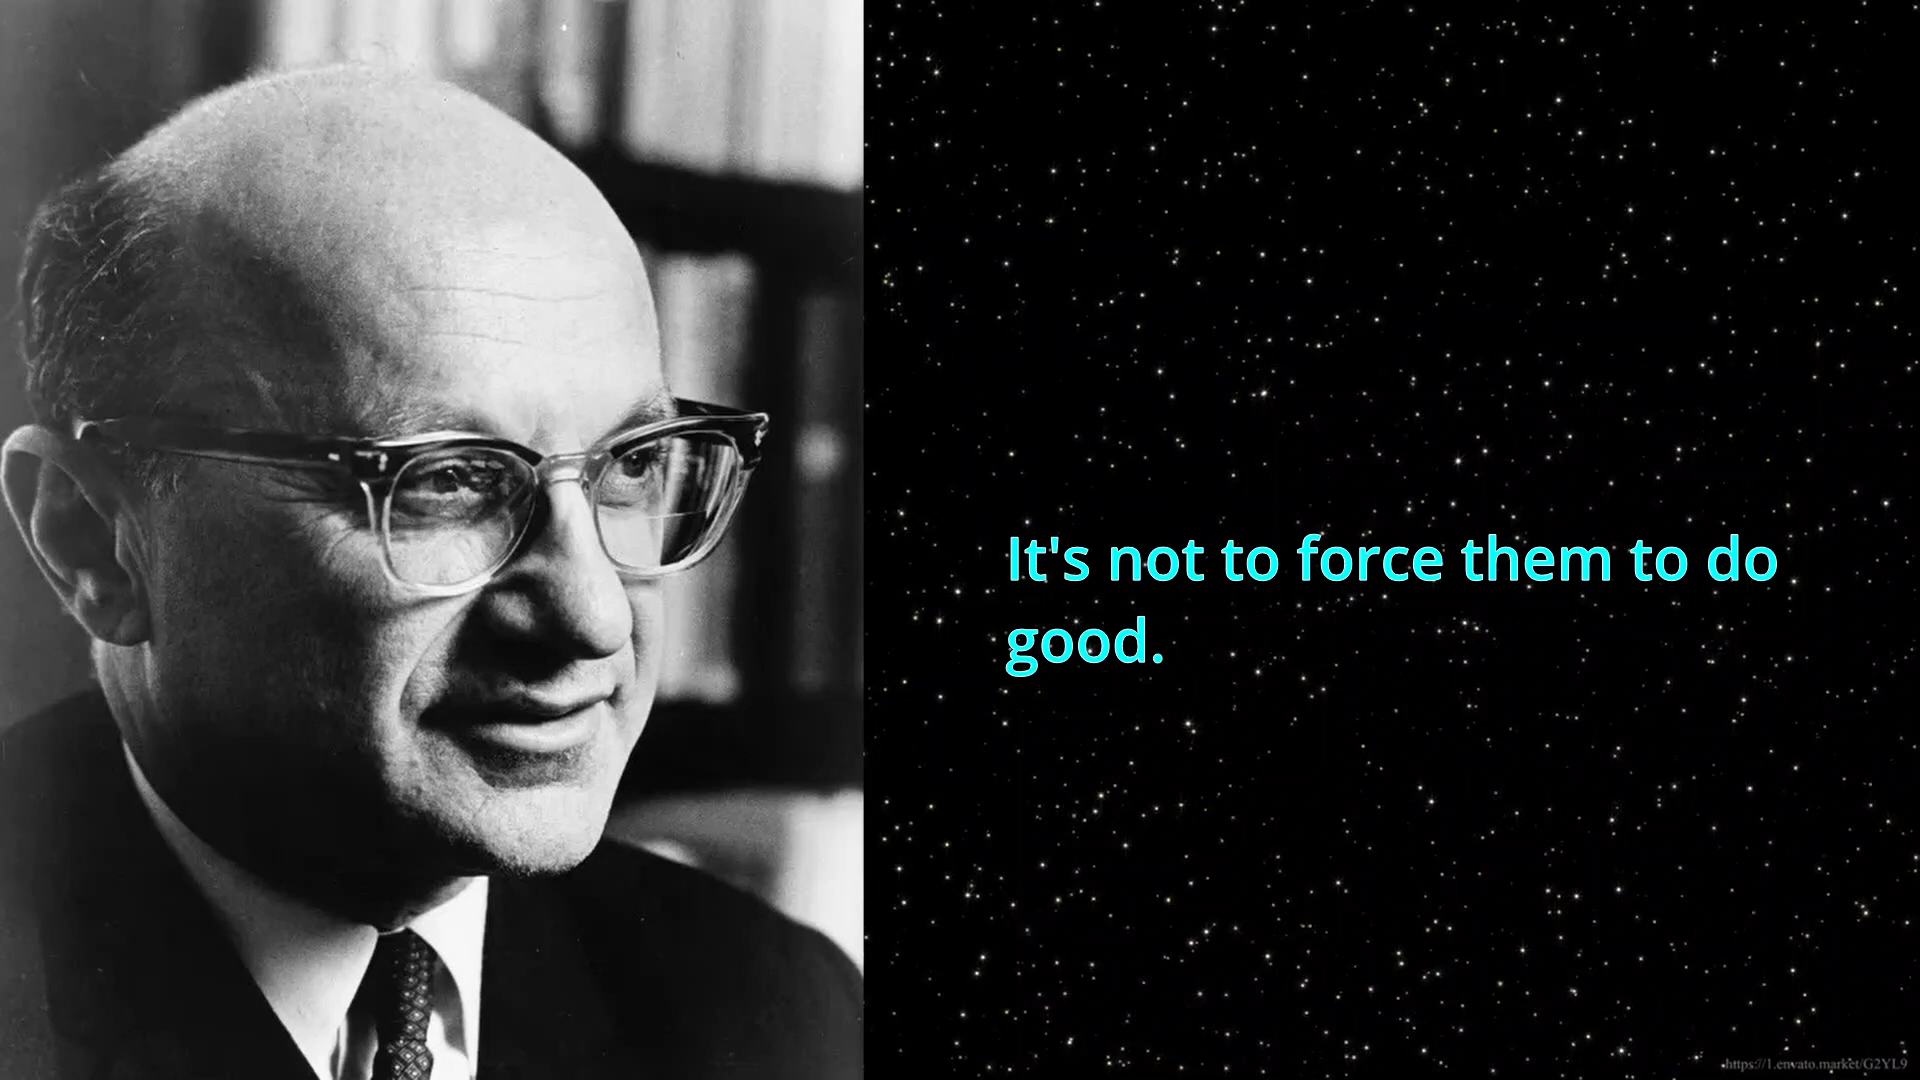 It's not to force them to do
good.
https://1.envato.market/G2YL9